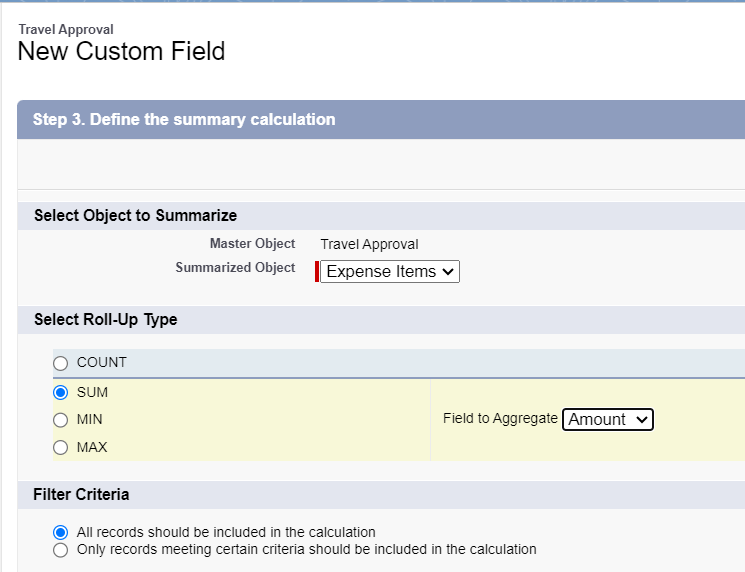 Travel Approval
New Custom Field
Step 3. Define the summary calculation
Select Object to Summarize
Master Object Travel Approval
Summarized Object Expense Items
Select Roll-Up Type
COUNT
SUM
MIN Field to Aggregate Amount
MAX
Filter Criteria
All records should be included in the calculation
Only records meeting certain criteria should be included in the calculation